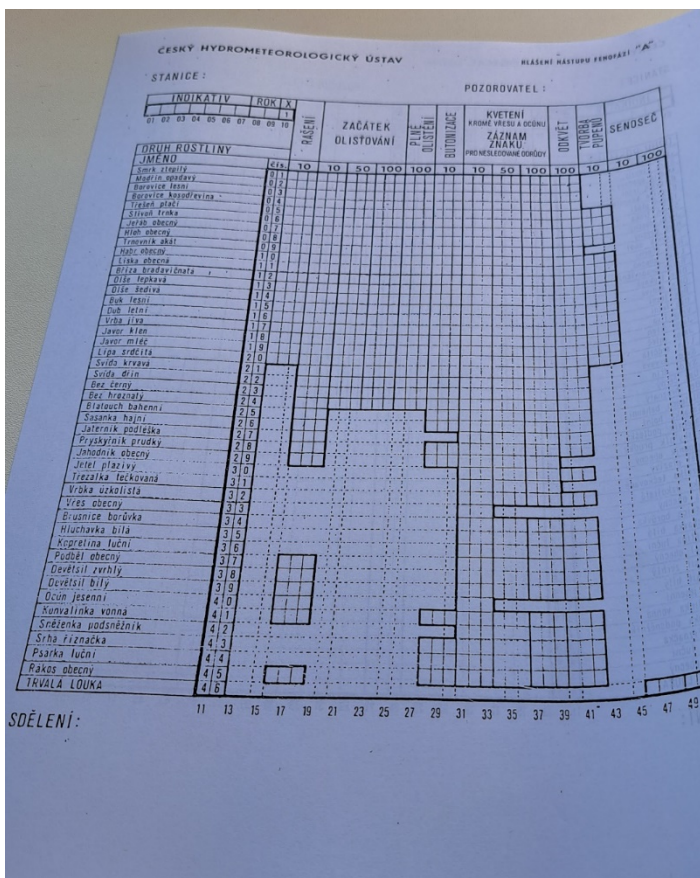 ČESKÝ HYDROMETEOROLOGICKÝ ÚSTAV
HLÁŠENÍ NÁSTUPU FENOFÁZÍ "A"
STANICE:
POZOROVATEL:
INDIKATIV ROK X
1
01 02 03 04 05 06 07 08 09 10
RAŠENÍ
ZAČÁTEK
OLISŤOVÁNÍ
PLNÉ
OLISTĚNÍ
BUTONIZACE
KVETENÍ
KROMĚ VŘESU A OCÚNU
ZÁZNAM
ZNAKU
PRO NESLEDOVANÉ ODRŮDY
ODKVĚT
TVORBA
PUPENŮ
SENOSEČ
DRUH ROSTLINY
JMÉNO čís. 10 10 50 100 100 10 10 50 100 100 10 10 100
Smrk ztepilý 01
Modřín opadavý 02
Borovice lesní 03
Borovice kosodřevina 04
Třešeň ptačí 05
Slivoň trnka 06
Jeřáb obecný 07
Hloh obecný 08
Trnovník akát 09
Habr obecný 10
Líska obecná 11
Bříza bradavičnatá 12
Olše lepkavá 13
Olše šedivá 14
Buk lesní 15
Dub letní 16
Vrba jíva 17
Javor klen 18
Javor mléč 19
Lípa srdčitá 20
Svída krvavá 21
Svída dřín 22
Bez černý 23
Bez hroznatý 24
Blatouch bahenní 25
Sasanka hajní 26
Jaterník podléška 27
Pryskyřník prudký 28
Jahodník obecný 29
Jetel plazivý 30
Třezalka tečkovaná 31
Vrbka úzkolistá 32
Vřes obecný 33
Brusnice borůvka 34
Hluchavka bílá 35
Kopretina luční 36
Podběl obecný 37
Devětsil zvrhlý 38
Devětsil bílý 39
Ocún jesenní 40
Konvalinka vonná 41
Sněženka podsněžník 42
Srha říznačka 43
Psárka luční 44
Rákos obecný 45
TRVALÁ LOUKA 46
11 13 15 17 19 21 23 25 27 29 31 33 35 37 39 41 43 45 47 49
SDĚLENÍ: